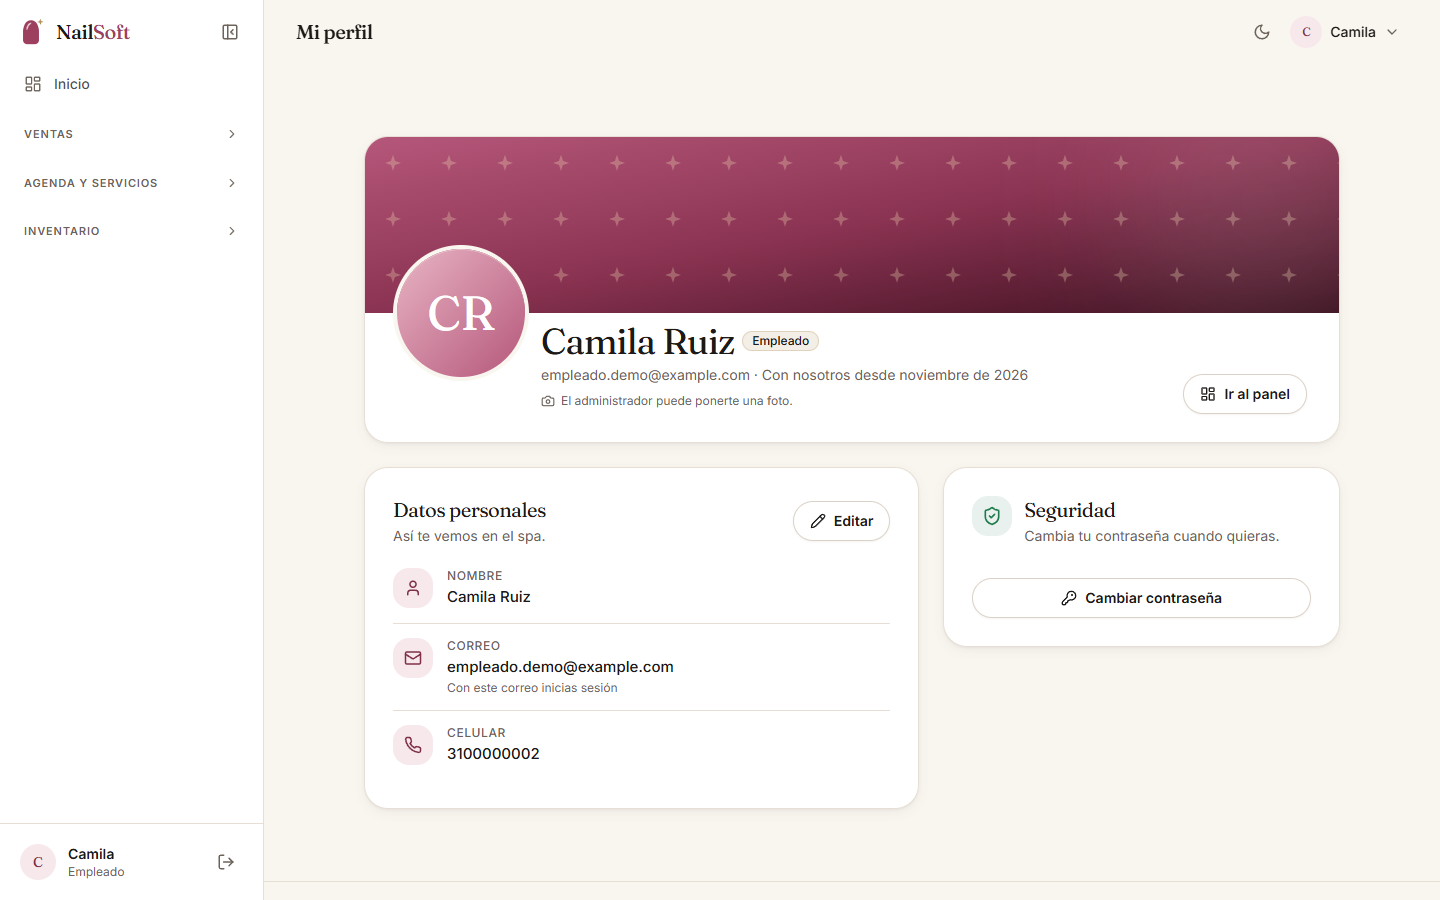 NailSoft
Mi perfil
C
Camila
Inicio
VENTAS
AGENDA Y SERVICIOS
INVENTARIO
CR
Camila Ruiz
Empleado
empleado.demo@example.com · Con nosotros desde noviembre de 2026
El administrador puede ponerte una foto.
Ir al panel
Datos personales
Así te vemos en el spa.
Editar
NOMBRE
Camila Ruiz
CORREO
empleado.demo@example.com
Con este correo inicias sesión
CELULAR
3100000002
Seguridad
Cambia tu contraseña cuando quieras.
Cambiar contraseña
C
Camila
Empleado